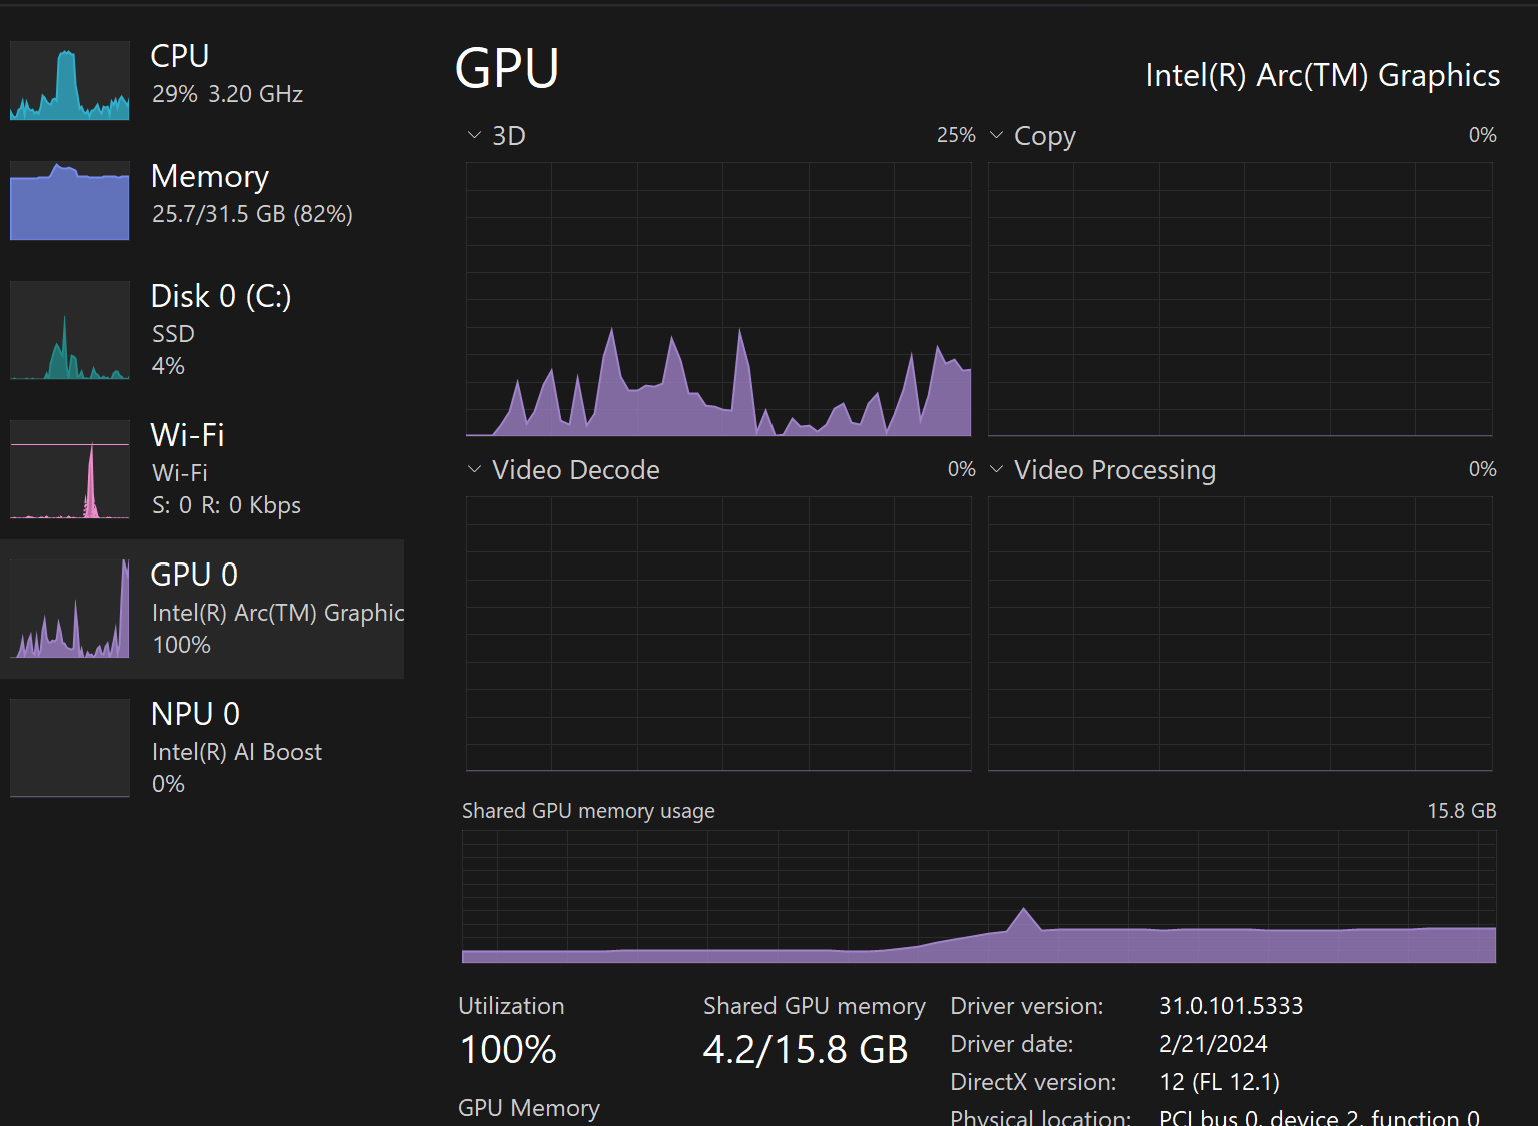 CPU
29% 3.20 GHz
Memory
25.7/31.5 GB (82%)
Disk 0 (C:)
SSD
4%
Wi-Fi
Wi-Fi
S: 0 R: 0 Kbps
GPU 0
Intel(R) Arc(TM) Graphic
100%
NPU 0
Intel(R) AI Boost
0%
GPU
Intel(R) Arc(TM) Graphics
3D 25%
Copy 0%
Video Decode 0%
Video Processing 0%
Shared GPU memory usage 15.8 GB
Utilization
100%
Shared GPU memory
4.2/15.8 GB
GPU Memory
Driver version: 31.0.101.5333
Driver date: 2/21/2024
DirectX version: 12 (FL 12.1)
Physical location: PCI bus 0, device 2, function 0